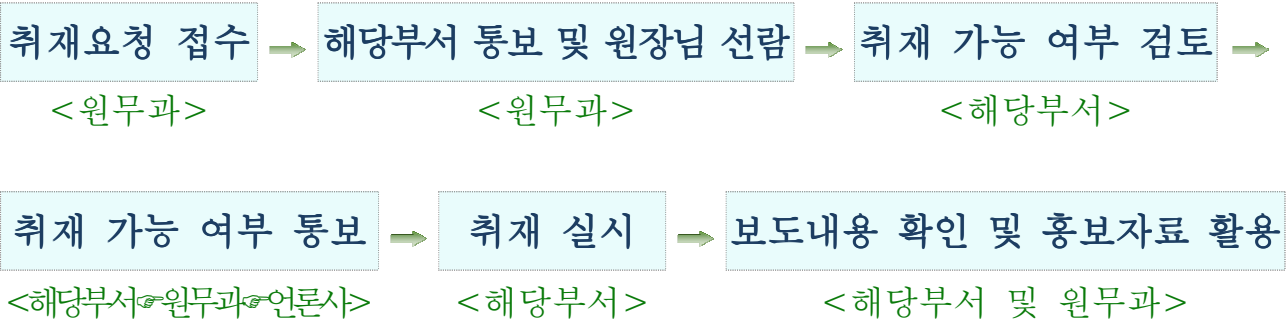 취재요청 접수 해당부서 통보 및 원장님 선람 취재 가능 여부 검토
<원무과> <원무과> <해당부서>
취재 가능 여부 통보 취재 실시 보도내용 확인 및 홍보자료 활용
<해당부서☞원무과☞언론사> <해당부서> <해당부서 및 원무과>